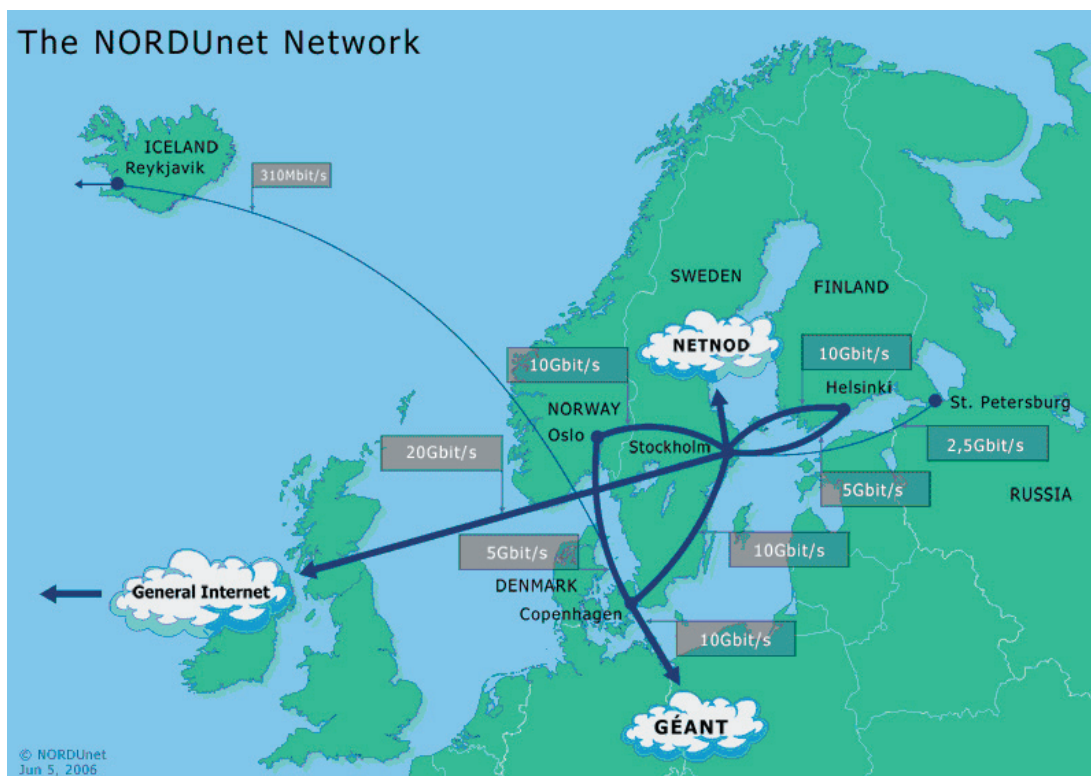 The NORDUnet Network
ICELAND
Reykjavik
310Mbit/s
SWEDEN
FINLAND
NETNOD
10Gbit/s
10Gbit/s
Helsinki
St. Petersburg
NORWAY
Oslo
Stockholm
20Gbit/s
2,5Gbit/s
5Gbit/s
RUSSIA
5Gbit/s
10Gbit/s
DENMARK
General Internet
Copenhagen
10Gbit/s
GÉANT
© NORDUnet
Jun 5, 2006